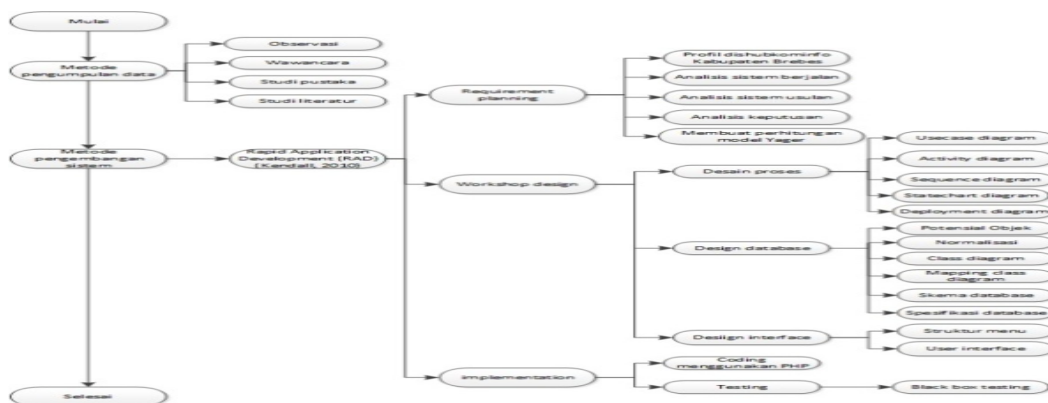 Mulai
Metode
pengumpulan data
Observasi
Wawancara
Studi pustaka
Studi literatur
Metode
pengembangan
sistem
Rapid Application
Development (RAD)
(Kendall, 2010)
Requirement
planning
Profil dishubkominfo
Kabupaten Brebes
Analisis sistem berjalan
Analisis sistem usulan
Analisis keputusan
Membuat perhitungan
model Yager
Workshop design
Desain proses
Usecase diagram
Activity diagram
Sequence diagram
Statechart diagram
Deployment diagram
Design database
Potensial Objek
Normalisasi
Class diagram
Mapping class
diagram
Skema database
Spesifikasi database
Design interface
Struktur menu
User interface
Implementation
Coding
menggunakan PHP
Testing
Black box testing
Selesai